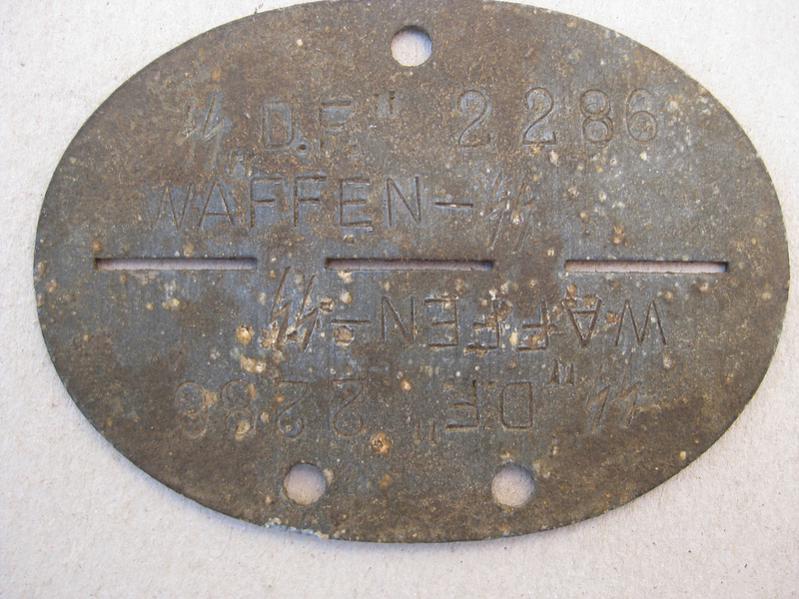 ᛋᛋ „D.F." 2286
WAFFEN-ᛋᛋ
WAFFEN-ᛋᛋ
ᛋᛋ „D.F." 2286